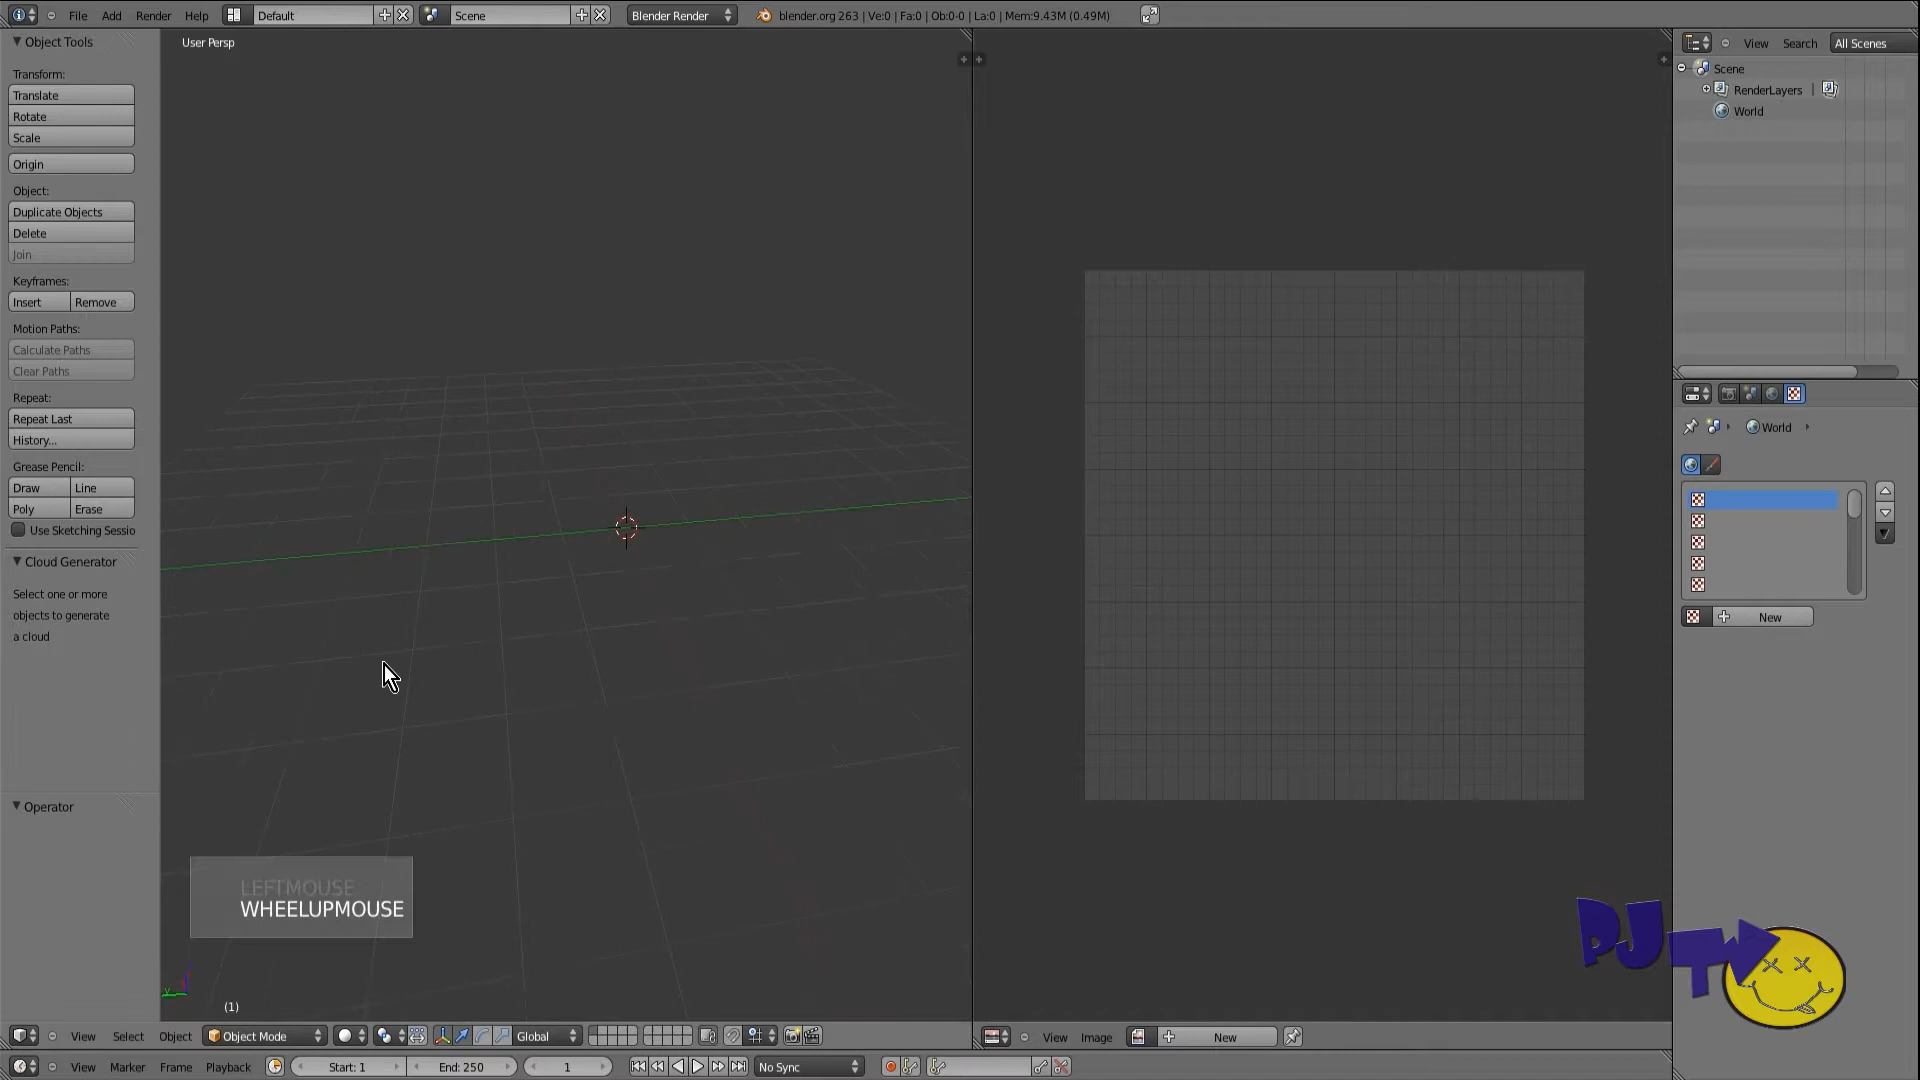 File Add Render Help Default Scene Blender Render blender.org 263 | Ve:0 | Fa:0 | Ob:0-0 | La:0 | Mem:9.43M (0.49M)
Object Tools
Transform:
Translate
Rotate
Scale
Origin
Object:
Duplicate Objects
Delete
Join
Keyframes:
Insert Remove
Motion Paths:
Calculate Paths
Clear Paths
Repeat:
Repeat Last
History...
Grease Pencil:
Draw Line
Poly Erase
Use Sketching Sessio
Cloud Generator
Select one or more
objects to generate
a cloud
Operator
User Persp
LEFTMOUSE
WHEELUPMOUSE
y
(1)
View Select Object Object Mode Global
View Image New
View Marker Frame Playback Start: 1 End: 250 1 No Sync
View Search All Scenes
Scene
RenderLayers
World
World
New
PJTW